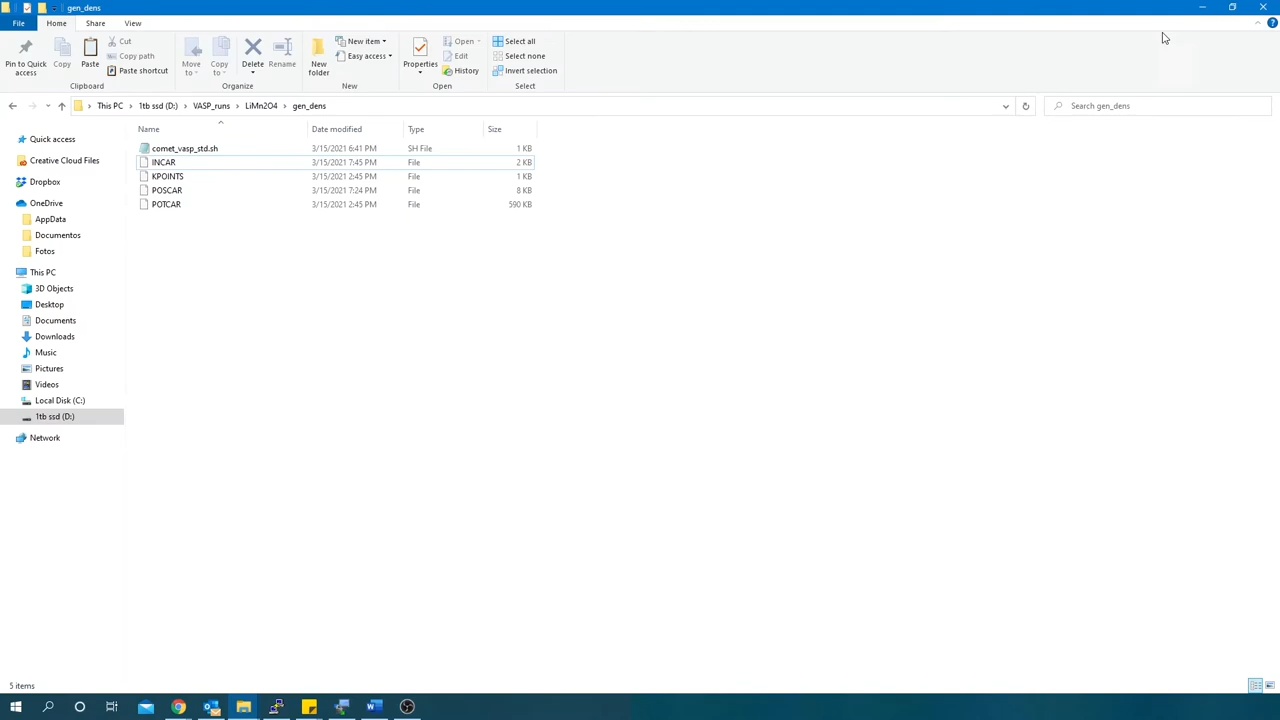 gen_dens
File Home Share View
Pin to Quick access
Copy
Paste
Cut
Copy path
Paste shortcut
Clipboard
Move to
Copy to
Delete
Rename
Organize
New folder
New item
Easy access
New
Properties
Open
Edit
History
Open
Select all
Select none
Invert selection
Select
This PC > 1tb ssd (D:) > VASP_runs > LiMn2O4 > gen_dens
Search gen_dens
Name Date modified Type Size
comet_vasp_std.sh 3/15/2021 6:41 PM SH File 1 KB
INCAR 3/15/2021 7:45 PM File 2 KB
KPOINTS 3/15/2021 2:45 PM File 1 KB
POSCAR 3/15/2021 7:24 PM File 8 KB
POTCAR 3/15/2021 2:45 PM File 590 KB
Quick access
Creative Cloud Files
Dropbox
OneDrive
AppData
Documentos
Fotos
This PC
3D Objects
Desktop
Documents
Downloads
Music
Pictures
Videos
Local Disk (C:)
1tb ssd (D:)
Network
5 items